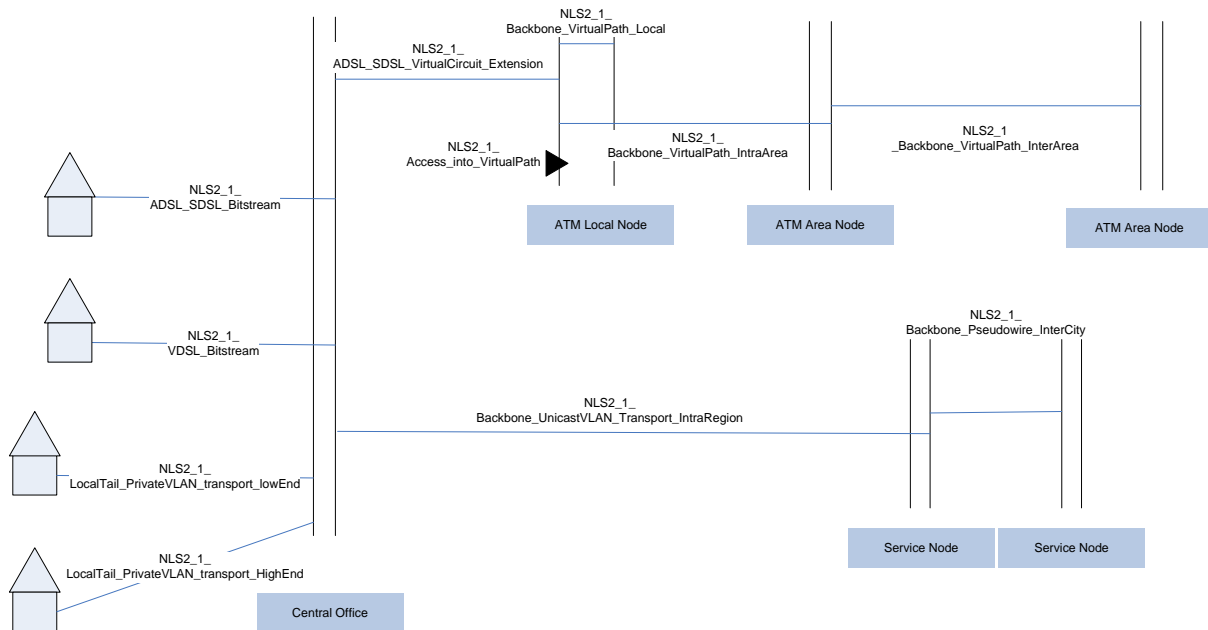 NLS2_1_
Backbone_VirtualPath_Local
NLS2_1_
ADSL_SDSL_VirtualCircuit_Extension
NLS2_1_
Access_into_VirtualPath
NLS2_1_
Backbone_VirtualPath_IntraArea
NLS2_1
_Backbone_VirtualPath_InterArea
NLS2_1_
ADSL_SDSL_Bitstream
ATM Local Node
ATM Area Node
ATM Area Node
NLS2_1_
VDSL_Bitstream
NLS2_1_
Backbone_Pseudowire_InterCity
NLS2_1_
Backbone_UnicastVLAN_Transport_IntraRegion
NLS2_1_
LocalTail_PrivateVLAN_transport_lowEnd
Service Node
Service Node
NLS2_1_
LocalTail_PrivateVLAN_transport_HighEnd
Central Office